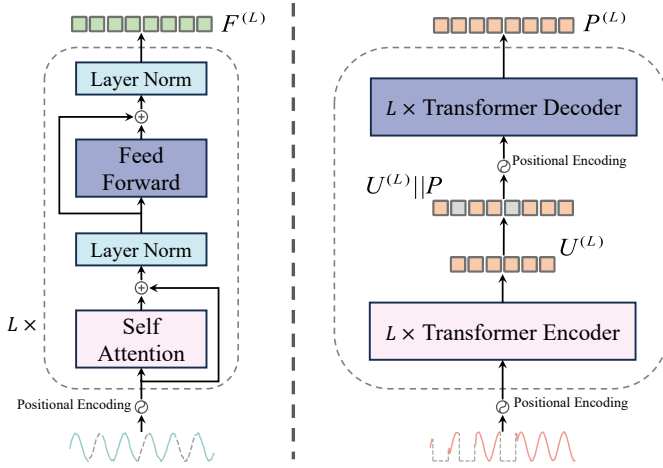 F^{(L)}
Layer Norm
+
Feed
Forward
Layer Norm
+
L ×
Self
Attention
Positional Encoding
P^{(L)}
L × Transformer Decoder
Positional Encoding
U^{(L)}||P
U^{(L)}
L × Transformer Encoder
Positional Encoding